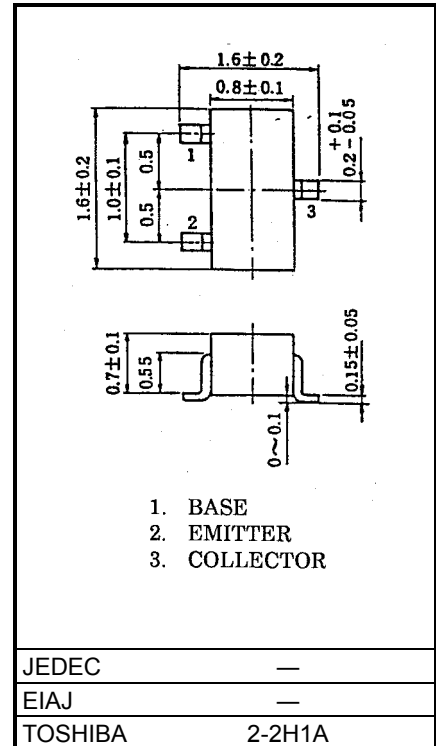 1.6±0.2
0.8±0.1
+0.1
0.2-0.05
1.6±0.2
1.0±0.1
0.5
0.5
1
2
3
0.7±0.1
0.55
0~0.1
0.15±0.05
1. BASE
2. EMITTER
3. COLLECTOR
JEDEC —
EIAJ —
TOSHIBA 2-2H1A